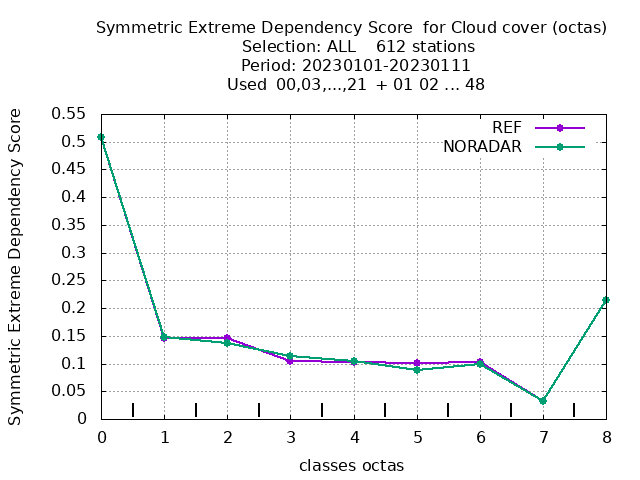 Symmetric Extreme Dependency Score  for Cloud cover (octas)
Selection: ALL    612 stations
Period: 20230101-20230111
Used  00,03,...,21  + 01 02 ... 48
Symmetric Extreme Dependency Score
0.55
0.5
0.45
0.4
0.35
0.3
0.25
0.2
0.15
0.1
0.05
0
REF
NORADAR
0 1 2 3 4 5 6 7 8
classes octas